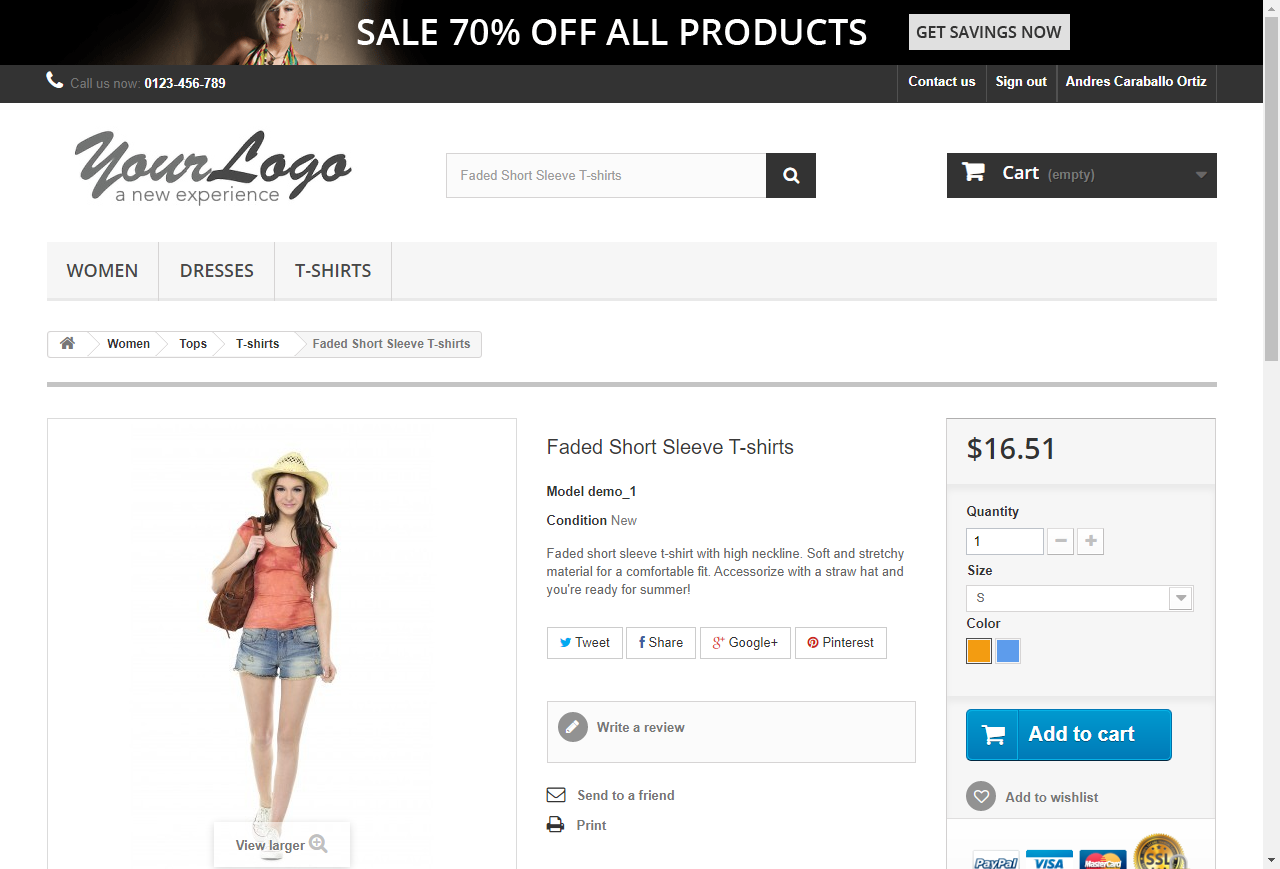 SALE 70% OFF ALL PRODUCTS
GET SAVINGS NOW
Call us now: 0123-456-789
Contact us
Sign out
Andres Caraballo Ortiz
YourLogo
a new experience
Faded Short Sleeve T-shirts
Cart (empty)
WOMEN
DRESSES
T-SHIRTS
Women
Tops
T-shirts
Faded Short Sleeve T-shirts
View larger
Faded Short Sleeve T-shirts
Model demo_1
Condition New
Faded short sleeve t-shirt with high neckline. Soft and stretchy
material for a comfortable fit. Accessorize with a straw hat and
you're ready for summer!
Tweet
Share
Google+
Pinterest
Write a review
Send to a friend
Print
$16.51
Quantity
1
Size
S
Color
Add to cart
Add to wishlist
PayPal
VISA
MasterCard
SSL